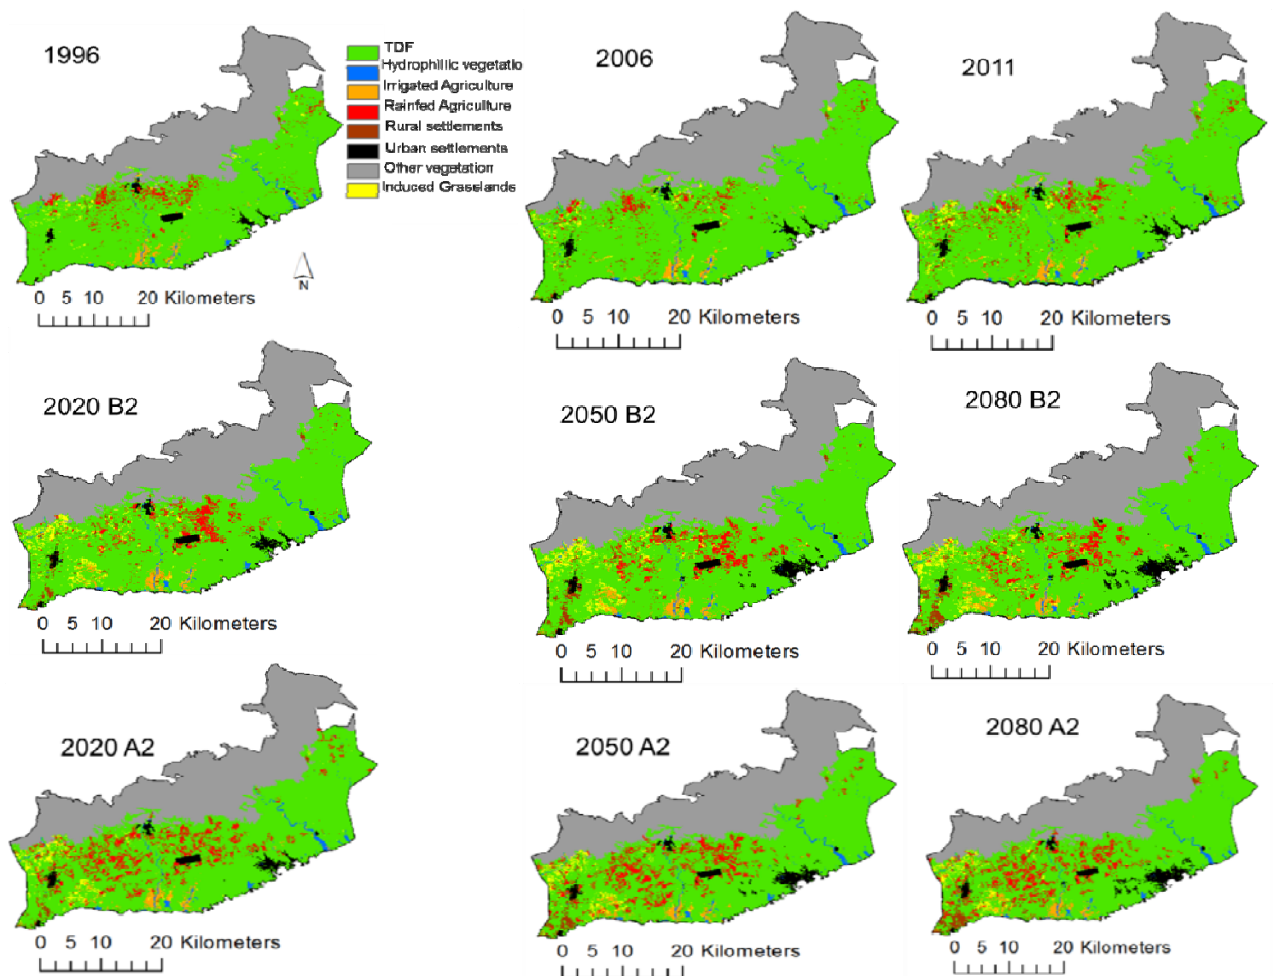 1996
TDF
Hydrophillic vegetatio
Irrigated Agriculture
Rainfed Agriculture
Rural settlements
Urban settlements
Other vegetation
Induced Grasslands
N
0 5 10 20 Kilometers
2006
0 5 10 20 Kilometers
2011
0 5 10 20 Kilometers
2020 B2
0 5 10 20 Kilometers
2050 B2
0 5 10 20 Kilometers
2080 B2
0 5 10 20 Kilometers
2020 A2
0 5 10 20 Kilometers
2050 A2
0 5 10 20 Kilometers
2080 A2
0 5 10 20 Kilometers